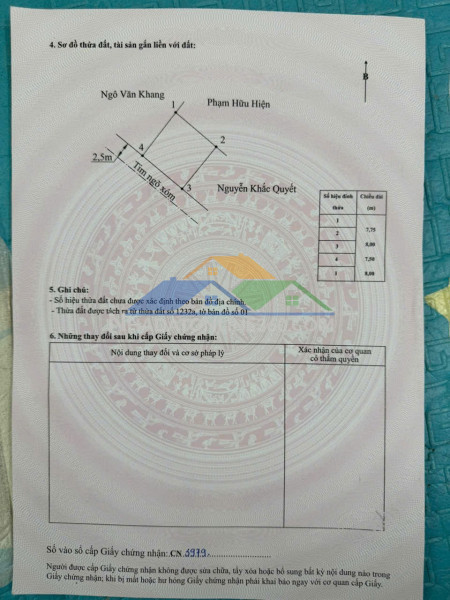 4. Sơ đồ thửa đất, tài sản gắn liền với đất:
B
Ngô Văn Khang
Phạm Hữu Hiện
1
2
4
2,5m
Tim ngõ xóm
3
Nguyễn Khắc Quyết
Số hiệu đỉnh thửa Chiều dài (m)
1
7,75
2
8,00
3
7,50
4
8,00
5. Ghi chú:
- Số hiệu thửa đất chưa được xác định theo bản đồ địa chính.
- Thửa đất được tách ra từ thửa đất số 1232a, tờ bản đồ số 01
6. Những thay đổi sau khi cấp Giấy chứng nhận:
Nội dung thay đổi và cơ sở pháp lý
Xác nhận của cơ quan
có thẩm quyền
Số vào sổ cấp Giấy chứng nhận: CN 5979
Người được cấp Giấy chứng nhận không được sửa chữa, tẩy xóa hoặc bổ sung bất kỳ nội dung nào trong
Giấy chứng nhận; khi bị mất hoặc hư hỏng Giấy chứng nhận phải khai báo ngay với cơ quan cấp Giấy.